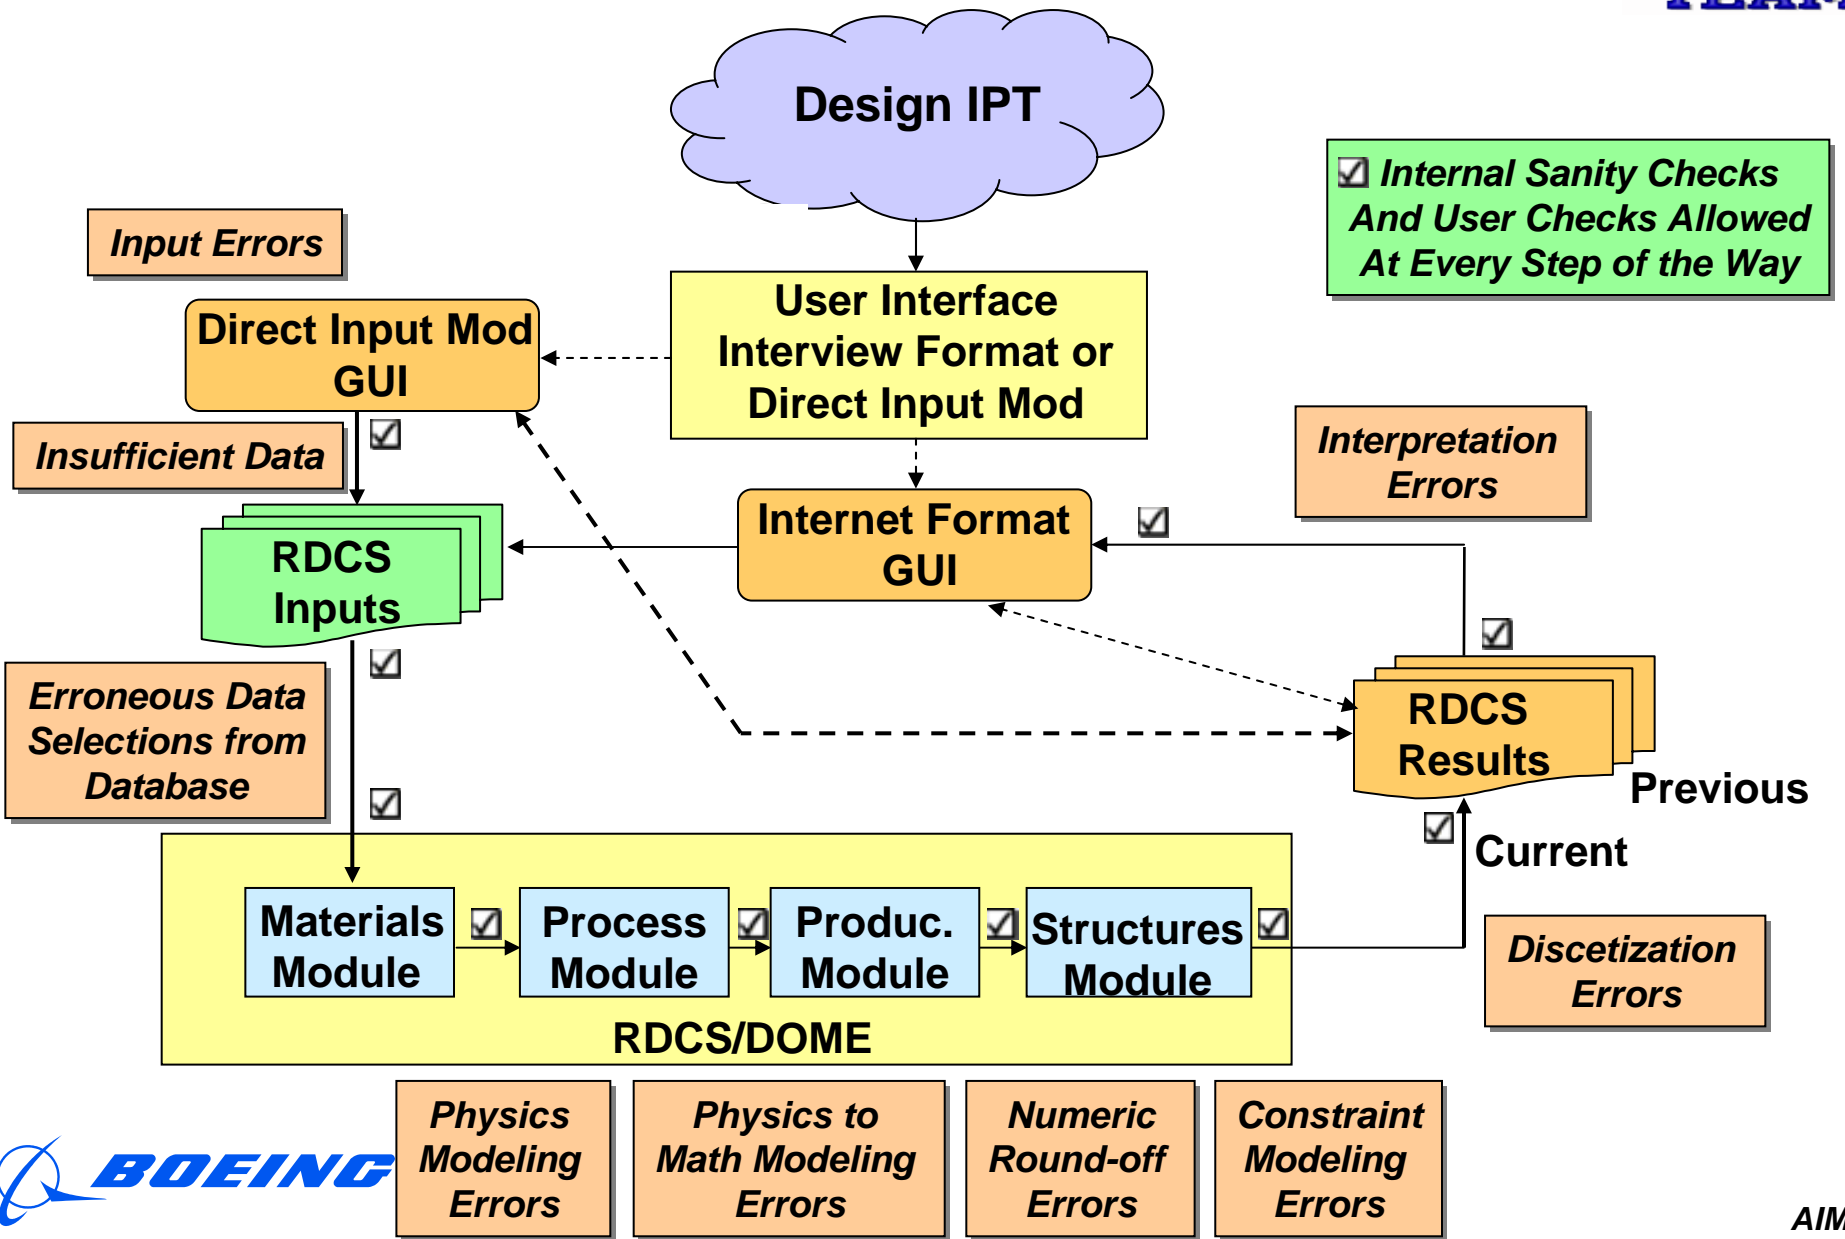 TEAM
Design IPT
Internal Sanity Checks
And User Checks Allowed
At Every Step of the Way
Input Errors
User Interface
Interview Format or
Direct Input Mod
Direct Input Mod
GUI
Insufficient Data
Interpretation
Errors
Internet Format
GUI
RDCS
Inputs
Erroneous Data
Selections from
Database
RDCS
Results
Previous
Current
Materials
Module
Process
Module
Produc.
Module
Structures
Module
RDCS/DOME
Discetization
Errors
Physics
Modeling
Errors
Physics to
Math Modeling
Errors
Numeric
Round-off
Errors
Constraint
Modeling
Errors
BOEING
AIM